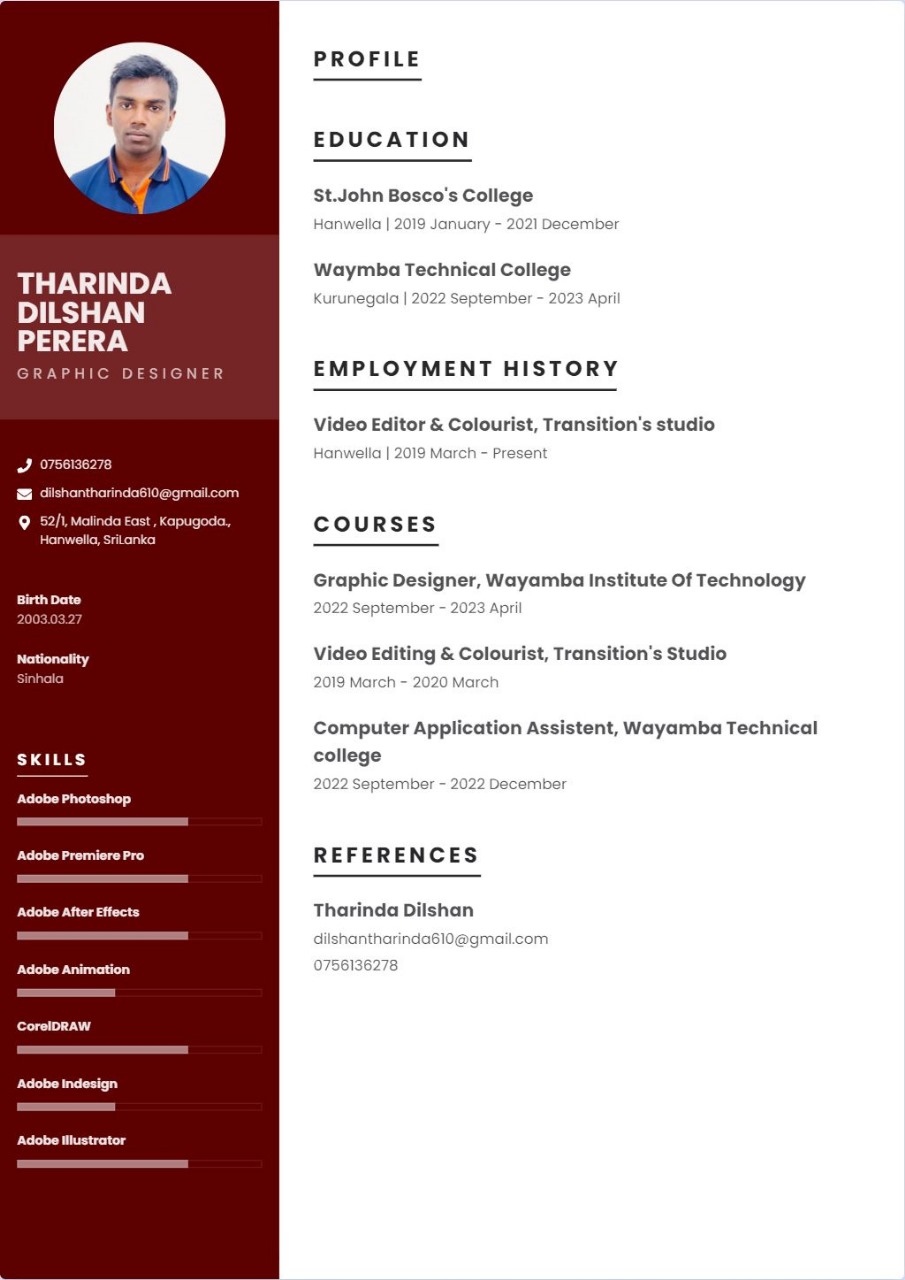 THARINDA
DILSHAN
PERERA
GRAPHIC DESIGNER
0756136278
dilshantharinda610@gmail.com
52/1, Malinda East , Kapugoda.,
Hanwella, SriLanka
Birth Date
2003.03.27
Nationality
Sinhala
SKILLS
Adobe Photoshop
Adobe Premiere Pro
Adobe After Effects
Adobe Animation
CorelDRAW
Adobe Indesign
Adobe Illustrator
PROFILE
EDUCATION
St.John Bosco's College
Hanwella | 2019 January - 2021 December
Waymba Technical College
Kurunegala | 2022 September - 2023 April
EMPLOYMENT HISTORY
Video Editor & Colourist, Transition's studio
Hanwella | 2019 March - Present
COURSES
Graphic Designer, Wayamba Institute Of Technology
2022 September - 2023 April
Video Editing & Colourist, Transition's Studio
2019 March - 2020 March
Computer Application Assistent, Wayamba Technical
college
2022 September - 2022 December
REFERENCES
Tharinda Dilshan
dilshantharinda610@gmail.com
0756136278